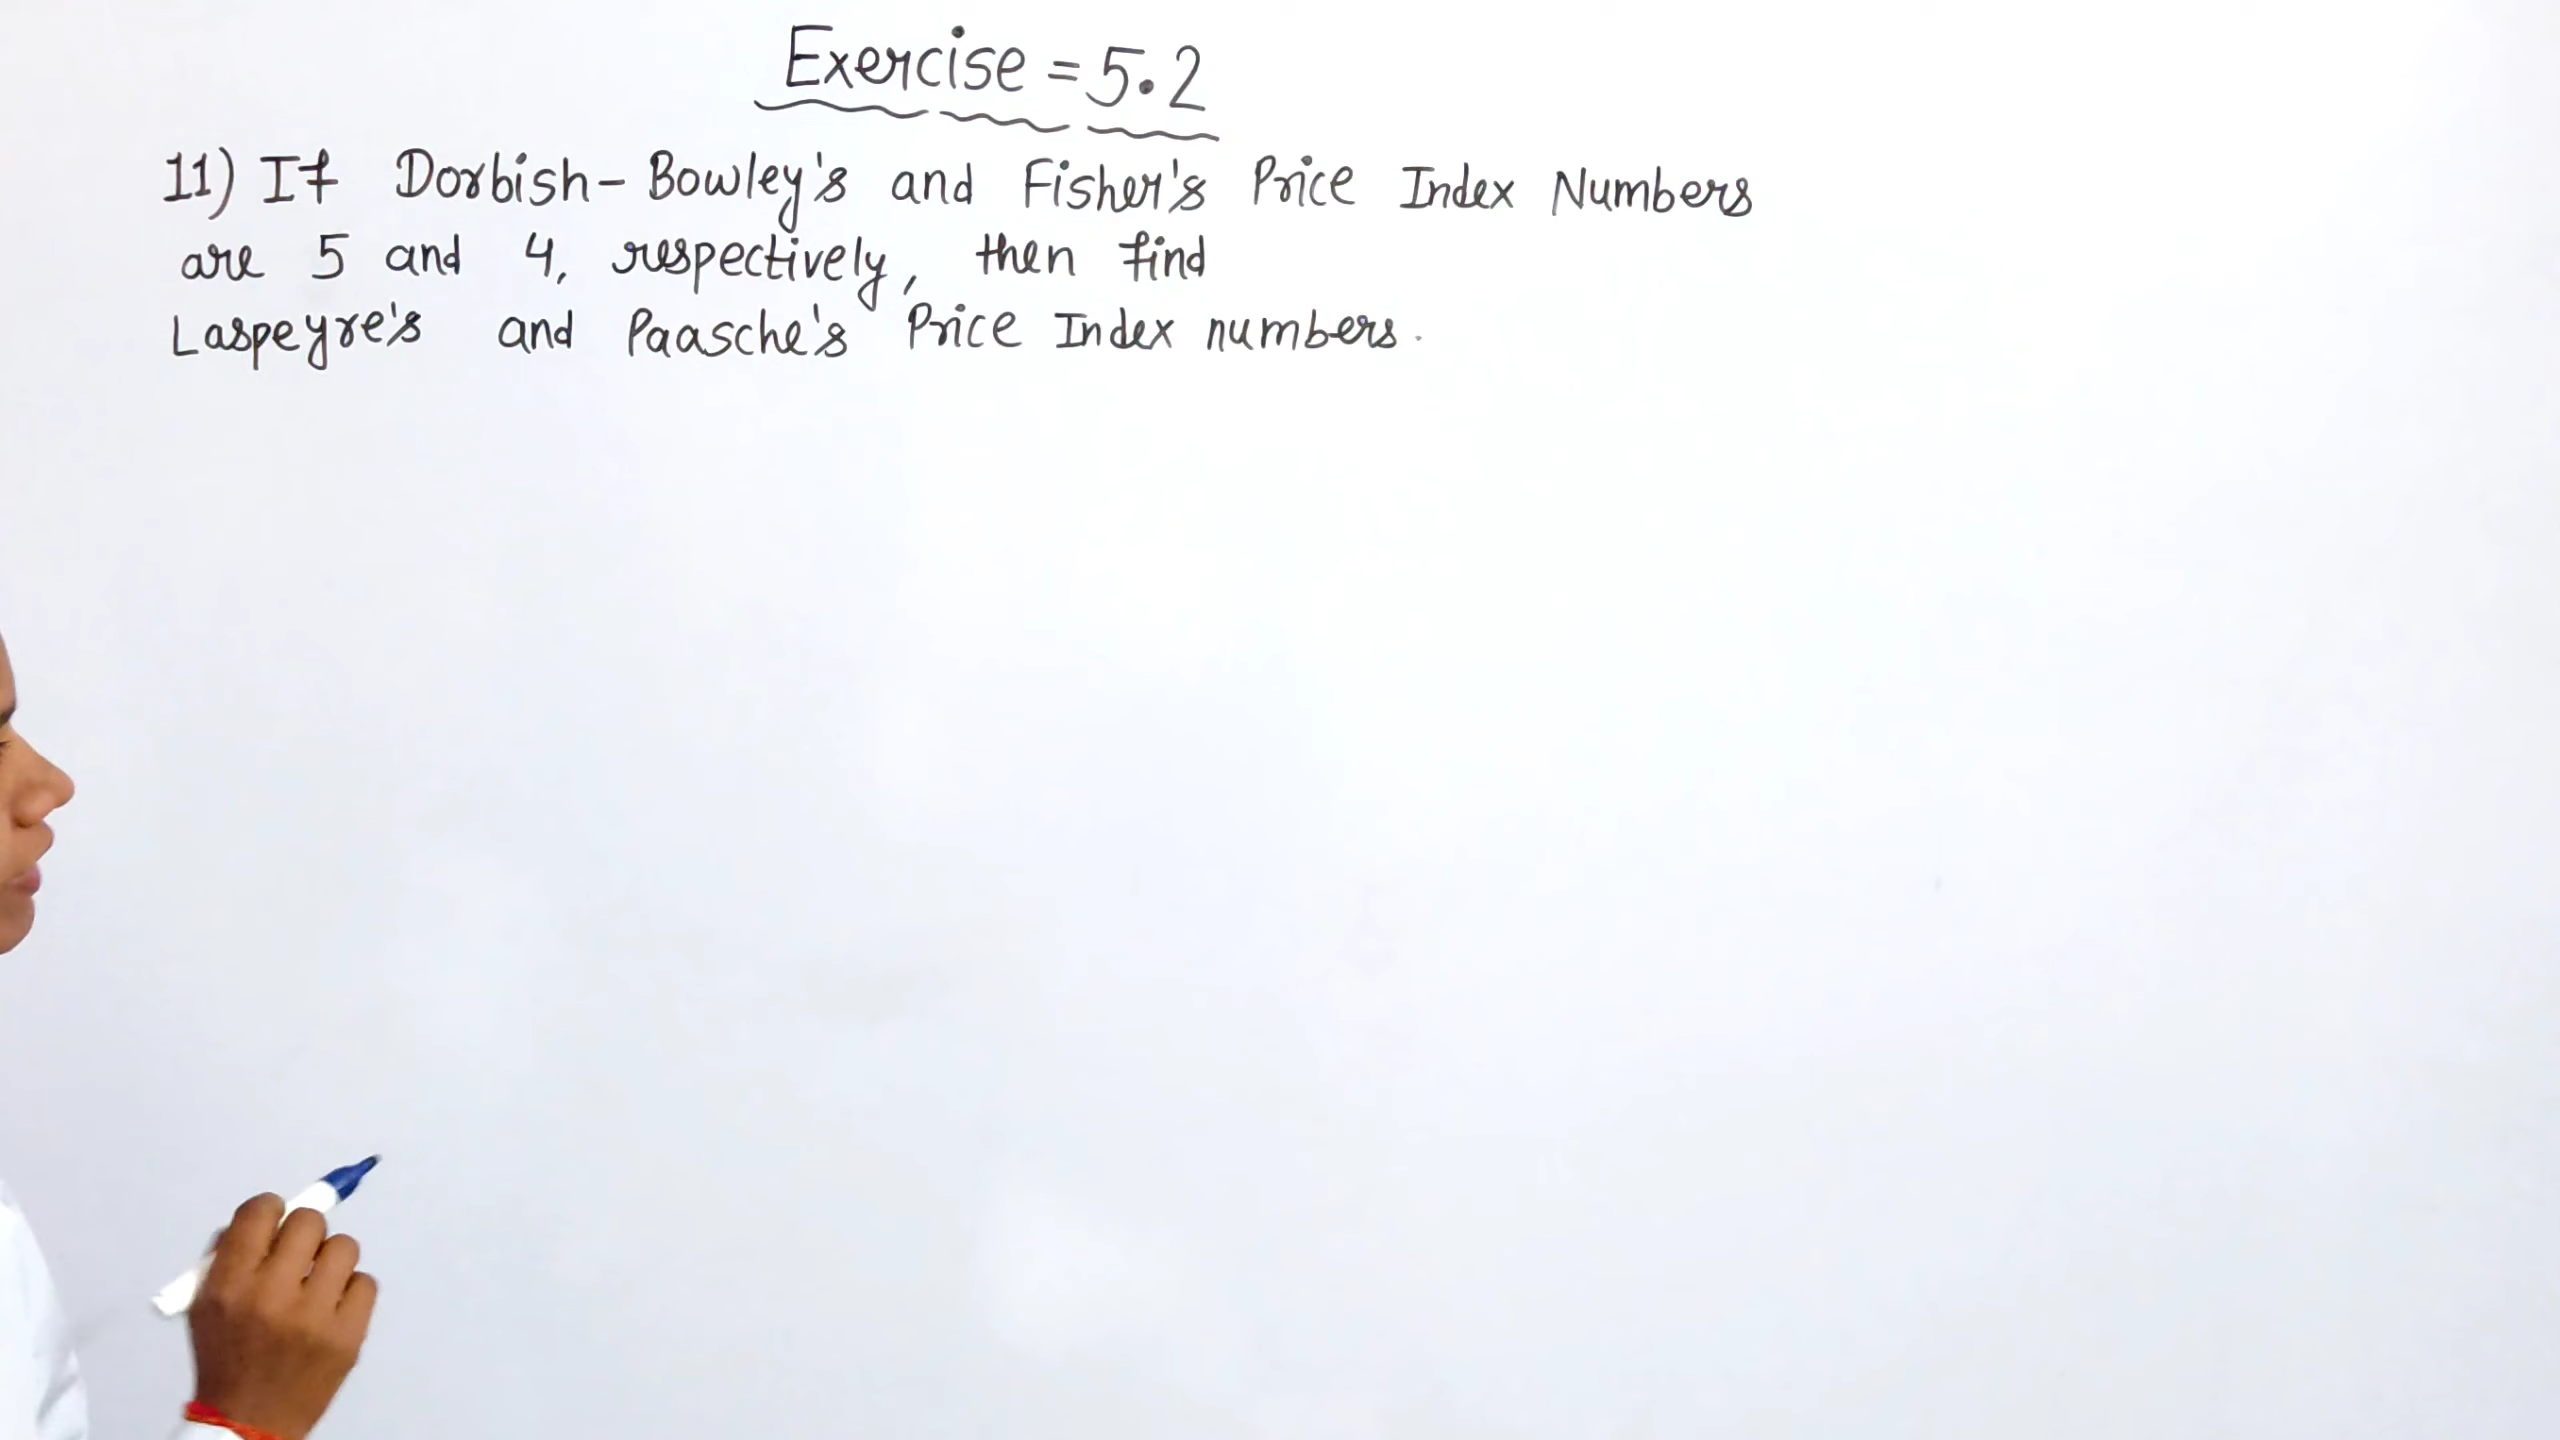 Exercise = 5.2
11) If Dorbish-Bowley's and Fisher's Price Index Numbers
are 5 and 4, respectively, then find
Laspeyre's and Paasche's Price Index numbers.